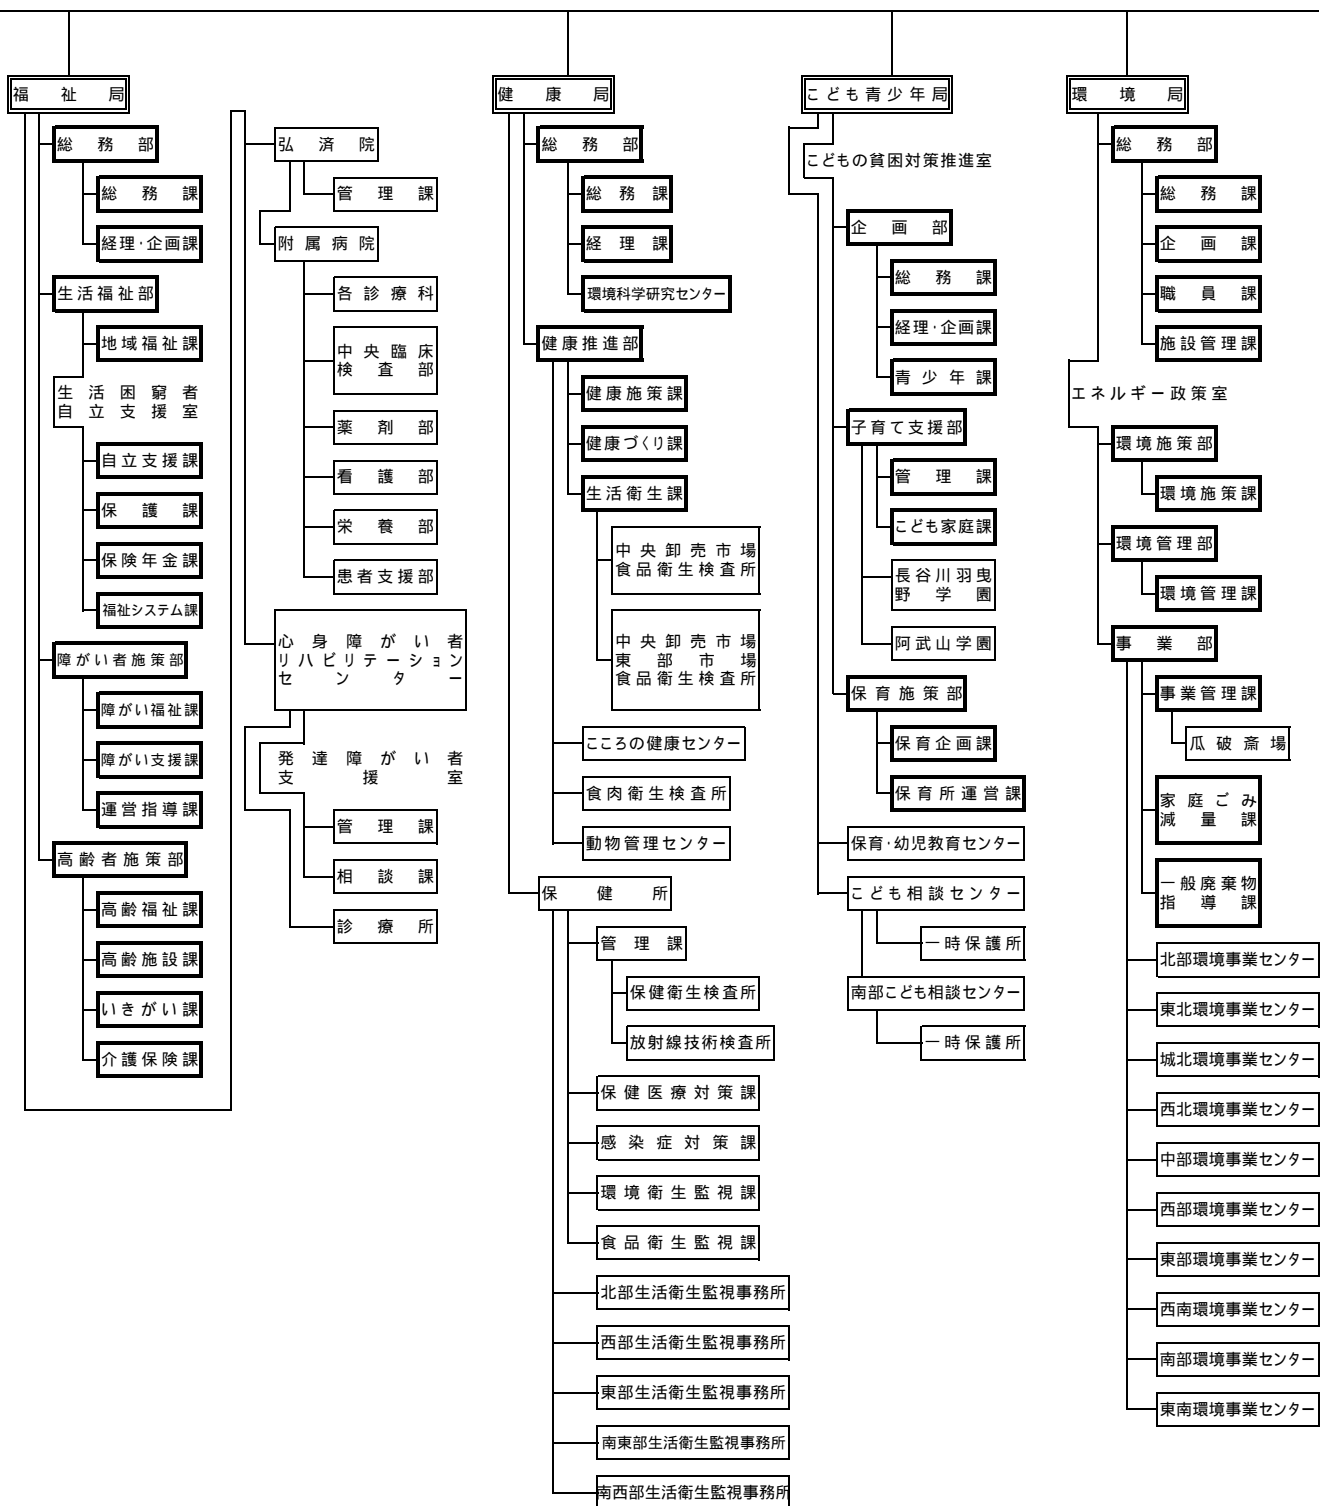 福祉局
総務部
総務課
経理・企画課
生活福祉部
地域福祉課
生活困窮者
自立支援室
自立支援課
保護課
保険年金課
福祉システム課
障がい者施策部
障がい福祉課
障がい支援課
運営指導課
高齢者施策部
高齢福祉課
高齢施設課
いきがい課
介護保険課
弘済院
管理課
附属病院
各診療科
中央臨床
検査部
薬剤部
看護部
栄養部
患者支援部
心身障がい者
リハビリテーション
センター
発達障がい者
支援室
管理課
相談課
診療所
健康局
総務部
総務課
経理課
環境科学研究センター
健康推進部
健康施策課
健康づくり課
生活衛生課
中央卸売市場
食品衛生検査所
中央卸売市場
東部市場
食品衛生検査所
こころの健康センター
食肉衛生検査所
動物管理センター
保健所
管理課
保健衛生検査所
放射線技術検査所
保健医療対策課
感染症対策課
環境衛生監視課
食品衛生監視課
北部生活衛生監視事務所
西部生活衛生監視事務所
東部生活衛生監視事務所
南東部生活衛生監視事務所
南西部生活衛生監視事務所
こども青少年局
こどもの貧困対策推進室
企画部
総務課
経理・企画課
青少年課
子育て支援部
管理課
こども家庭課
長谷川羽曳
野学園
阿武山学園
保育施策部
保育企画課
保育所運営課
保育・幼児教育センター
こども相談センター
一時保護所
南部こども相談センター
一時保護所
環境局
総務部
総務課
企画課
職員課
施設管理課
エネルギー政策室
環境施策部
環境施策課
環境管理部
環境管理課
事業部
事業管理課
瓜破斎場
家庭ごみ
減量課
一般廃棄物
指導課
北部環境事業センター
東北環境事業センター
城北環境事業センター
西北環境事業センター
中部環境事業センター
西部環境事業センター
東部環境事業センター
西南環境事業センター
南部環境事業センター
東南環境事業センター